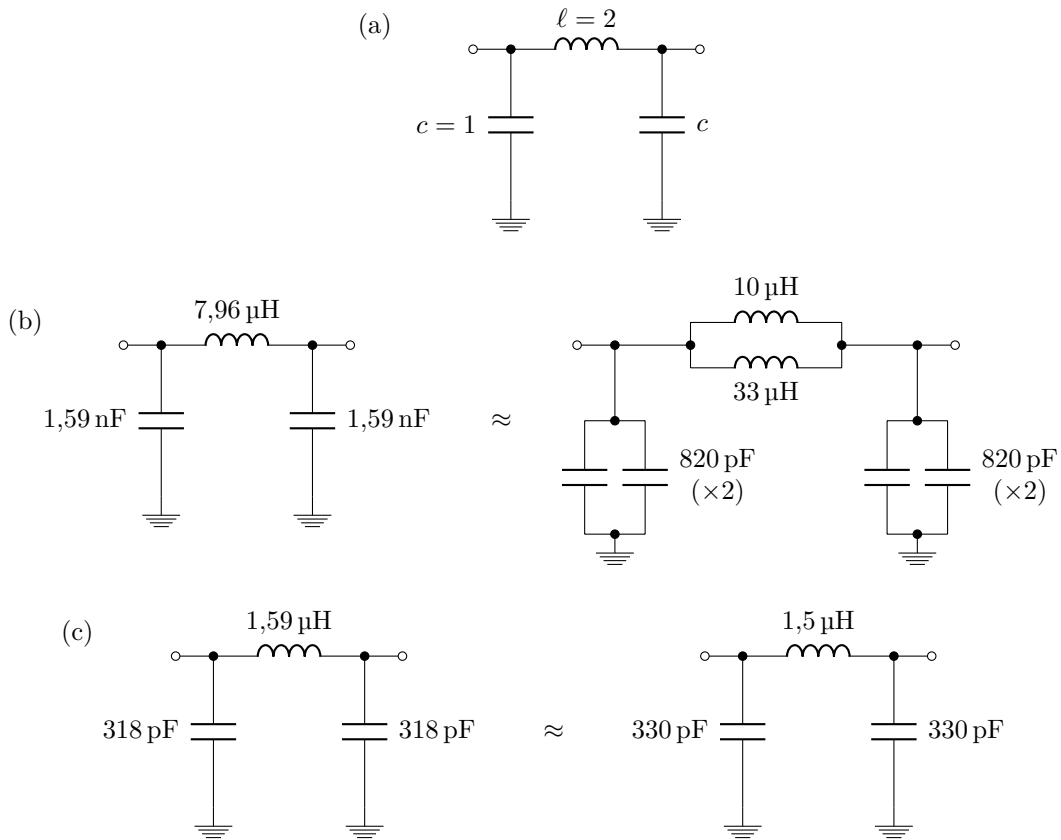 (a)
ℓ = 2
c = 1
c
(b)
7,96 µH
1,59 nF
1,59 nF
≈
10 µH
33 µH
820 pF
(×2)
820 pF
(×2)
(c)
1,59 µH
318 pF
318 pF
≈
1,5 µH
330 pF
330 pF